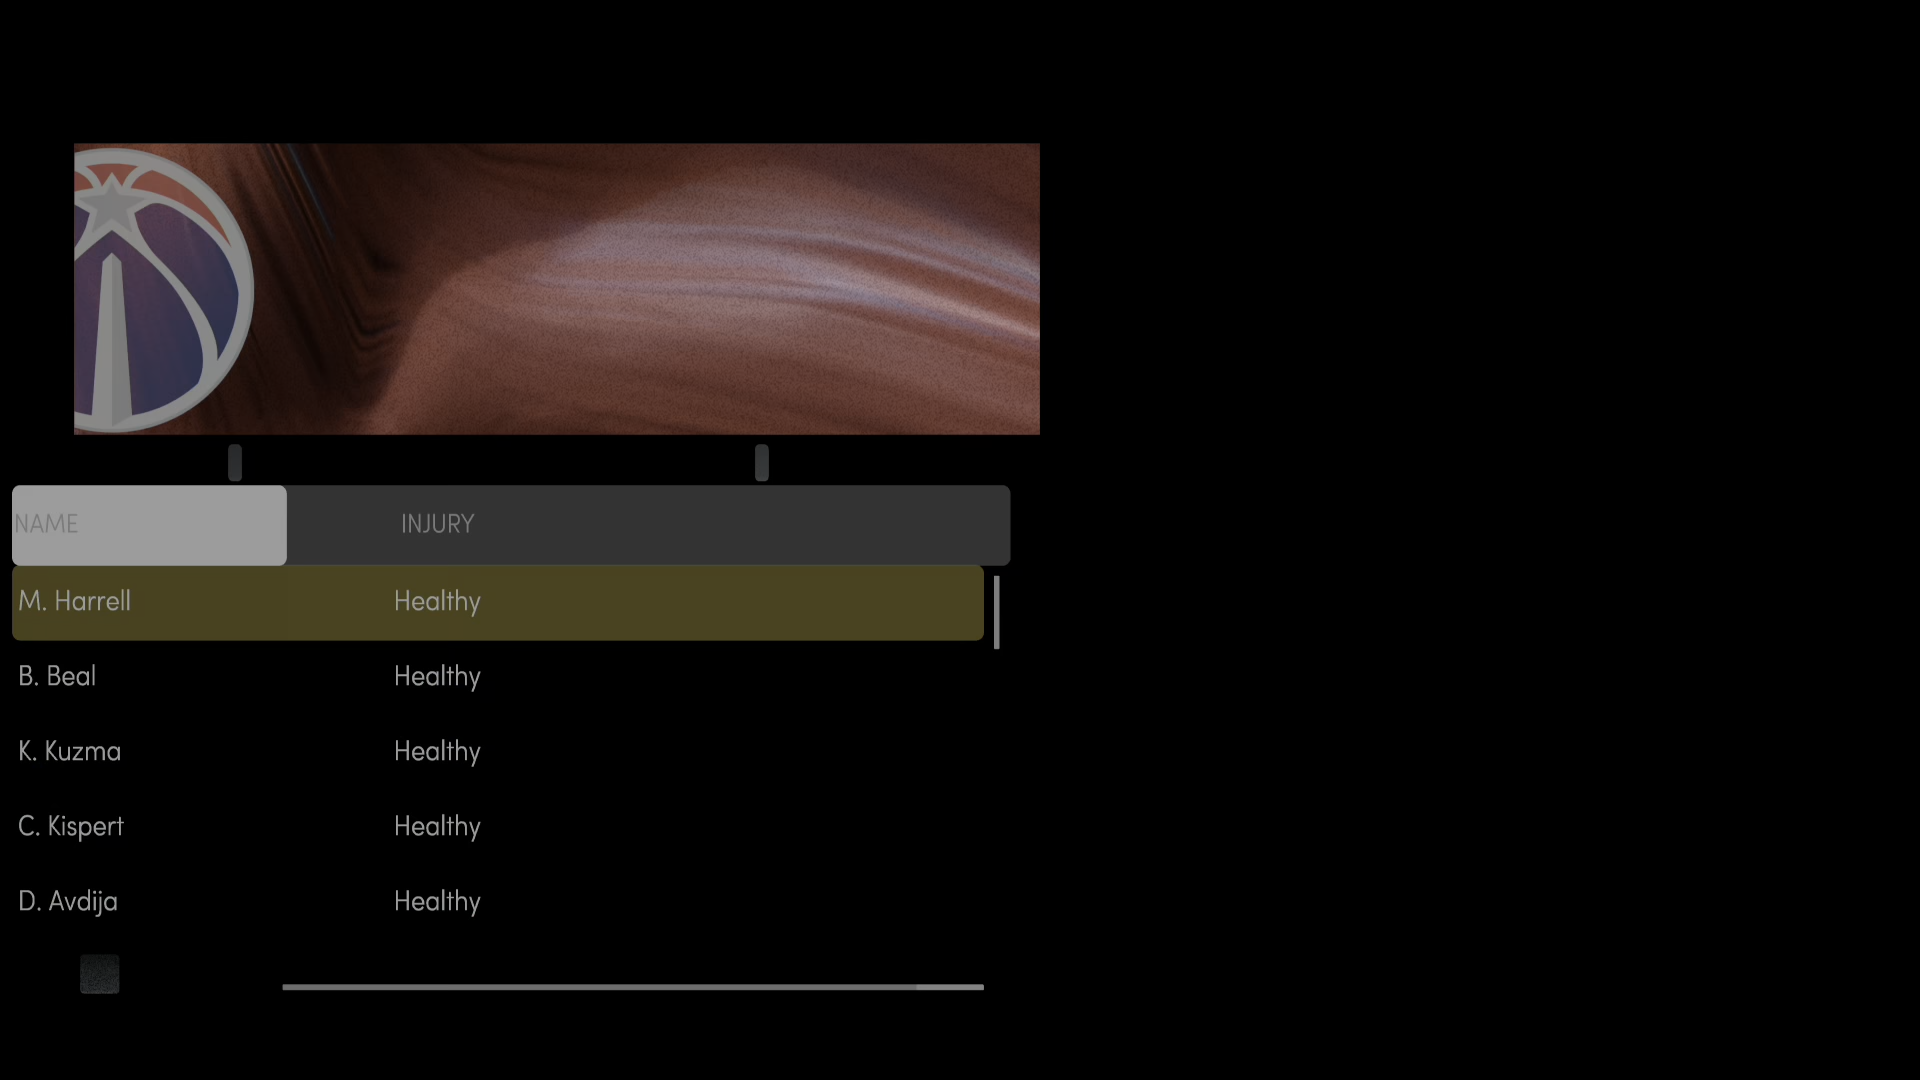 NAME INJURY
M. Harrell Healthy
B. Beal Healthy
K. Kuzma Healthy
C. Kispert Healthy
D. Avdija Healthy